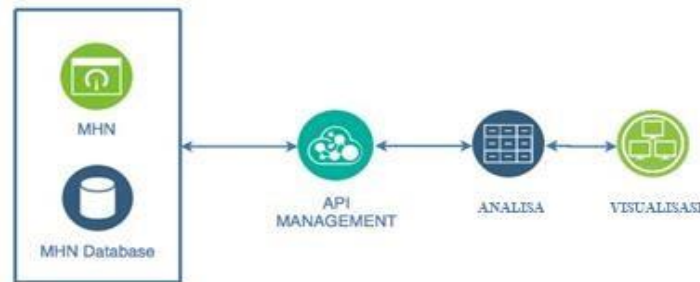 MHN
MHN Database
API
MANAGEMENT
ANALISA
VISUALISASI